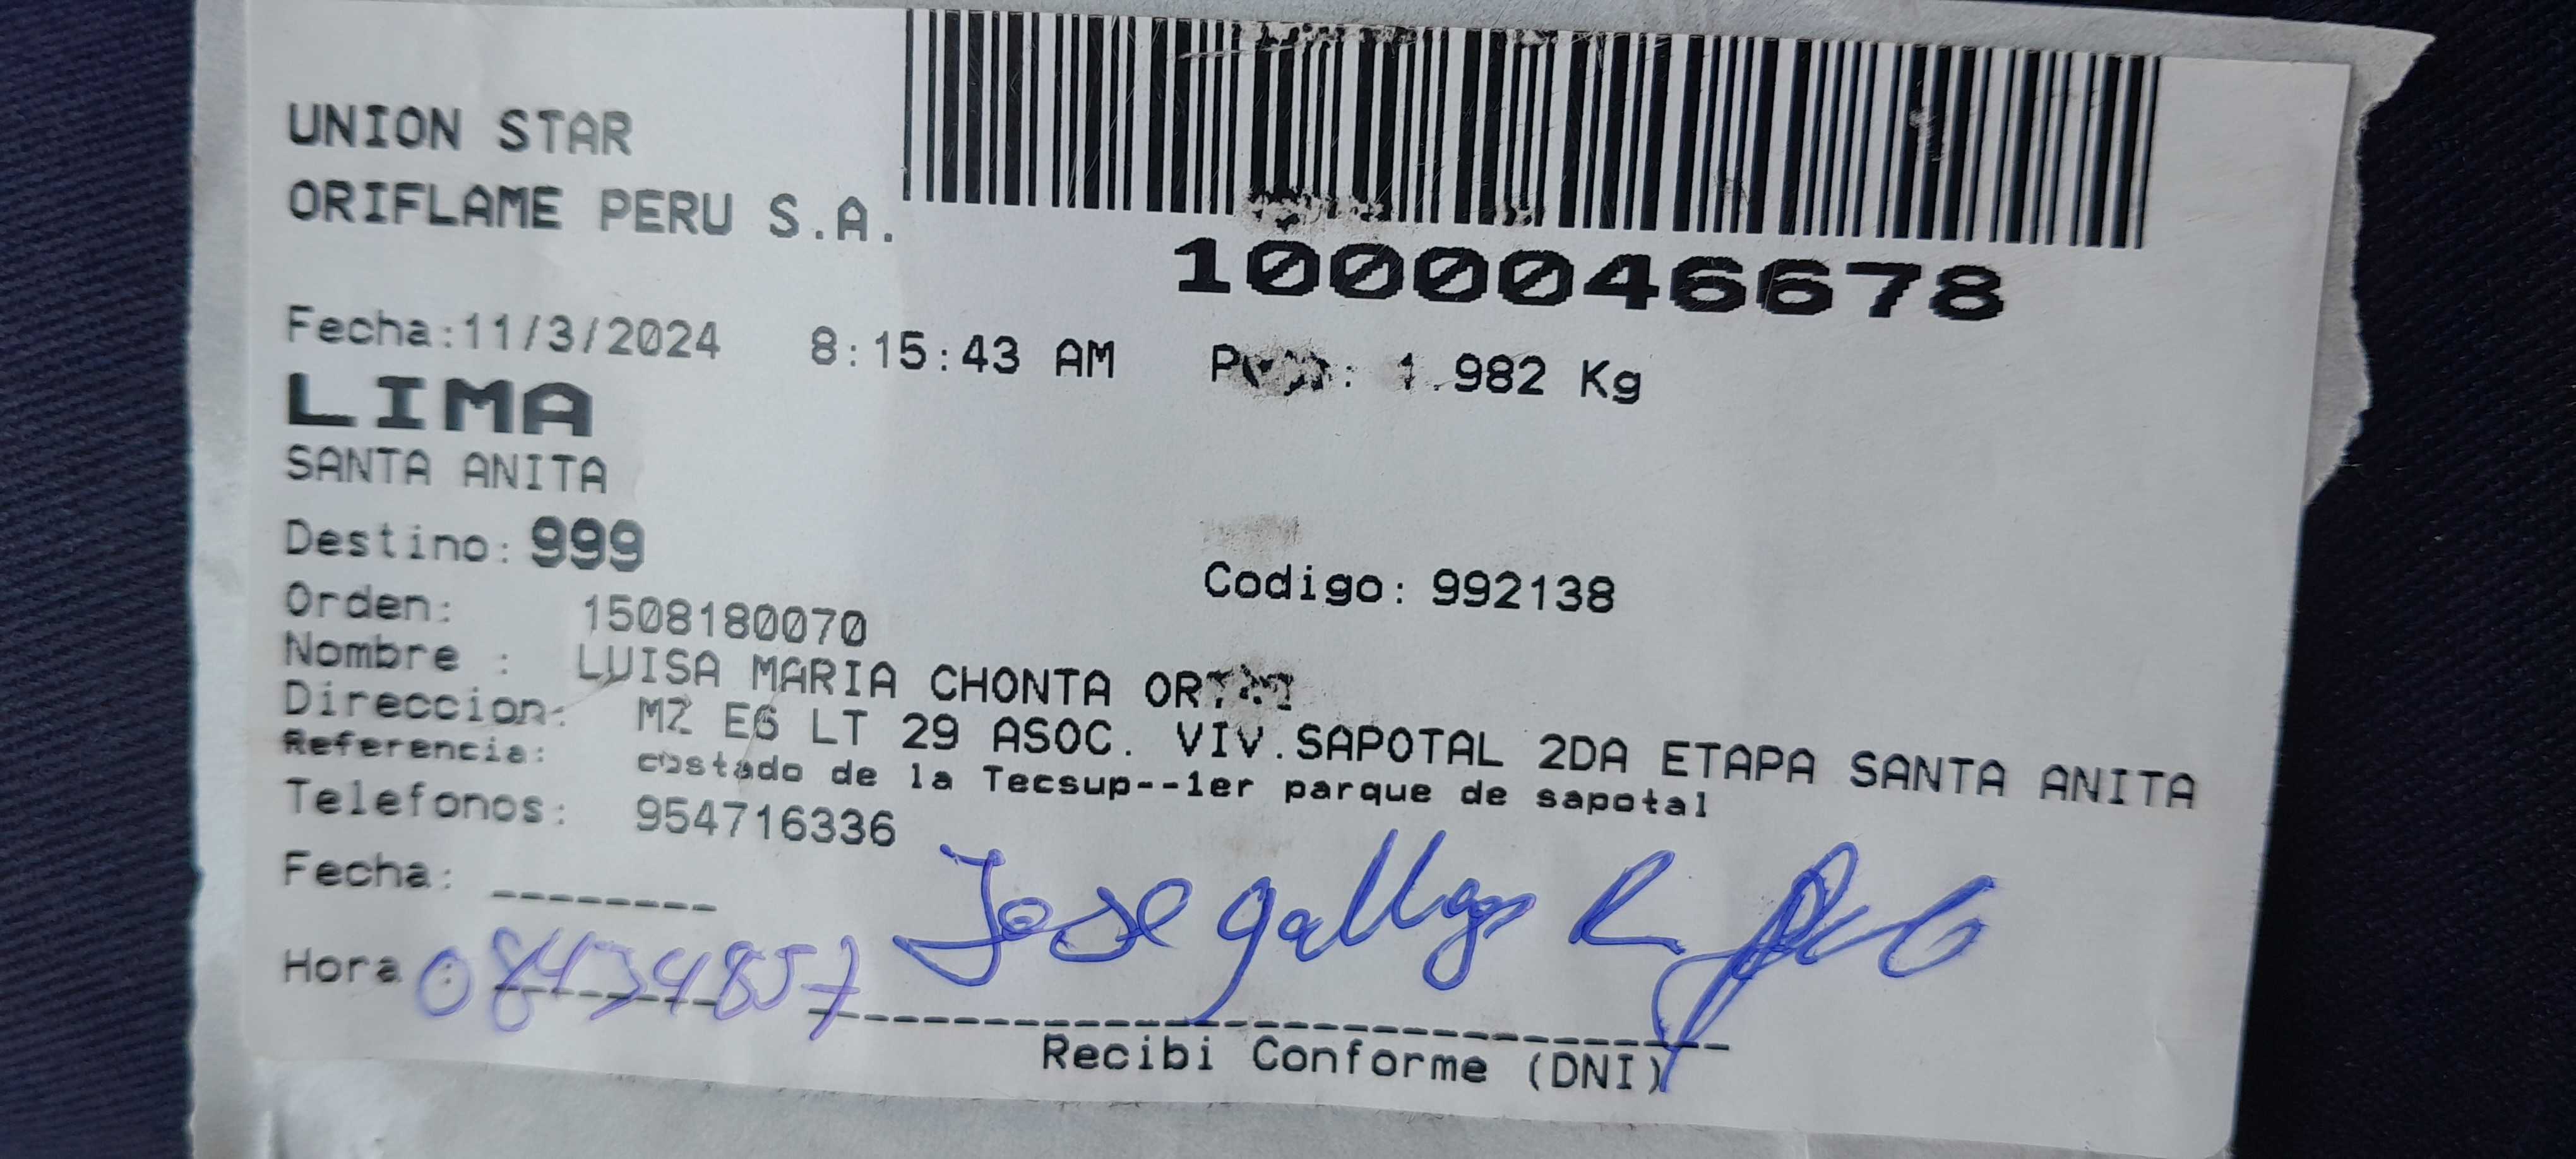 UNION STAR
ORIFLAME PERU S.A.
1000046678
Fecha:11/3/2024 8:15:43 AM 1.982 Kg
LIMA
SANTA ANITA
Destino: 999
Codigo: 992138
Orden: 1508180070
Nombre : LUISA MARIA CHONTA
Direccion: MZ E6 LT 29 ASOC. VIV.SAPOTAL 2DA ETAPA SANTA ANITA
Referencia: costado de la Tecsup--1er parque de sapotal
Telefonos: 954716336
Fecha: --------
Jose gallegos R
Hora :
Recibi Conforme (DNI)